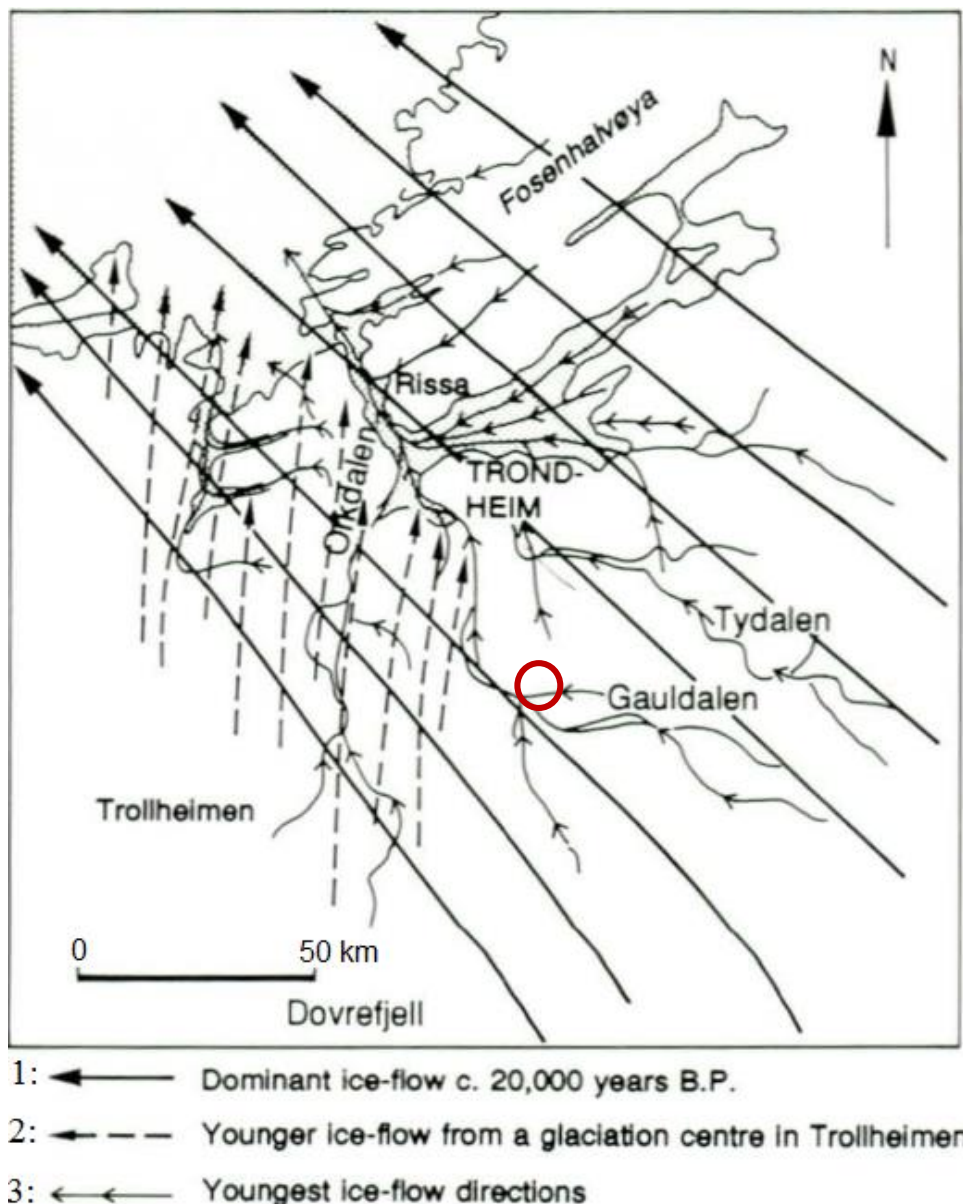 N
Fosenhalvøya
Rissa
Orkdalen
TROND-
HEIM
Tydalen
Gauldalen
Trollheimen
0 50 km
Dovrefjell
1: Dominant ice-flow c. 20,000 years B.P.
2: Younger ice-flow from a glaciation centre in Trollheimen
3: Youngest ice-flow directions